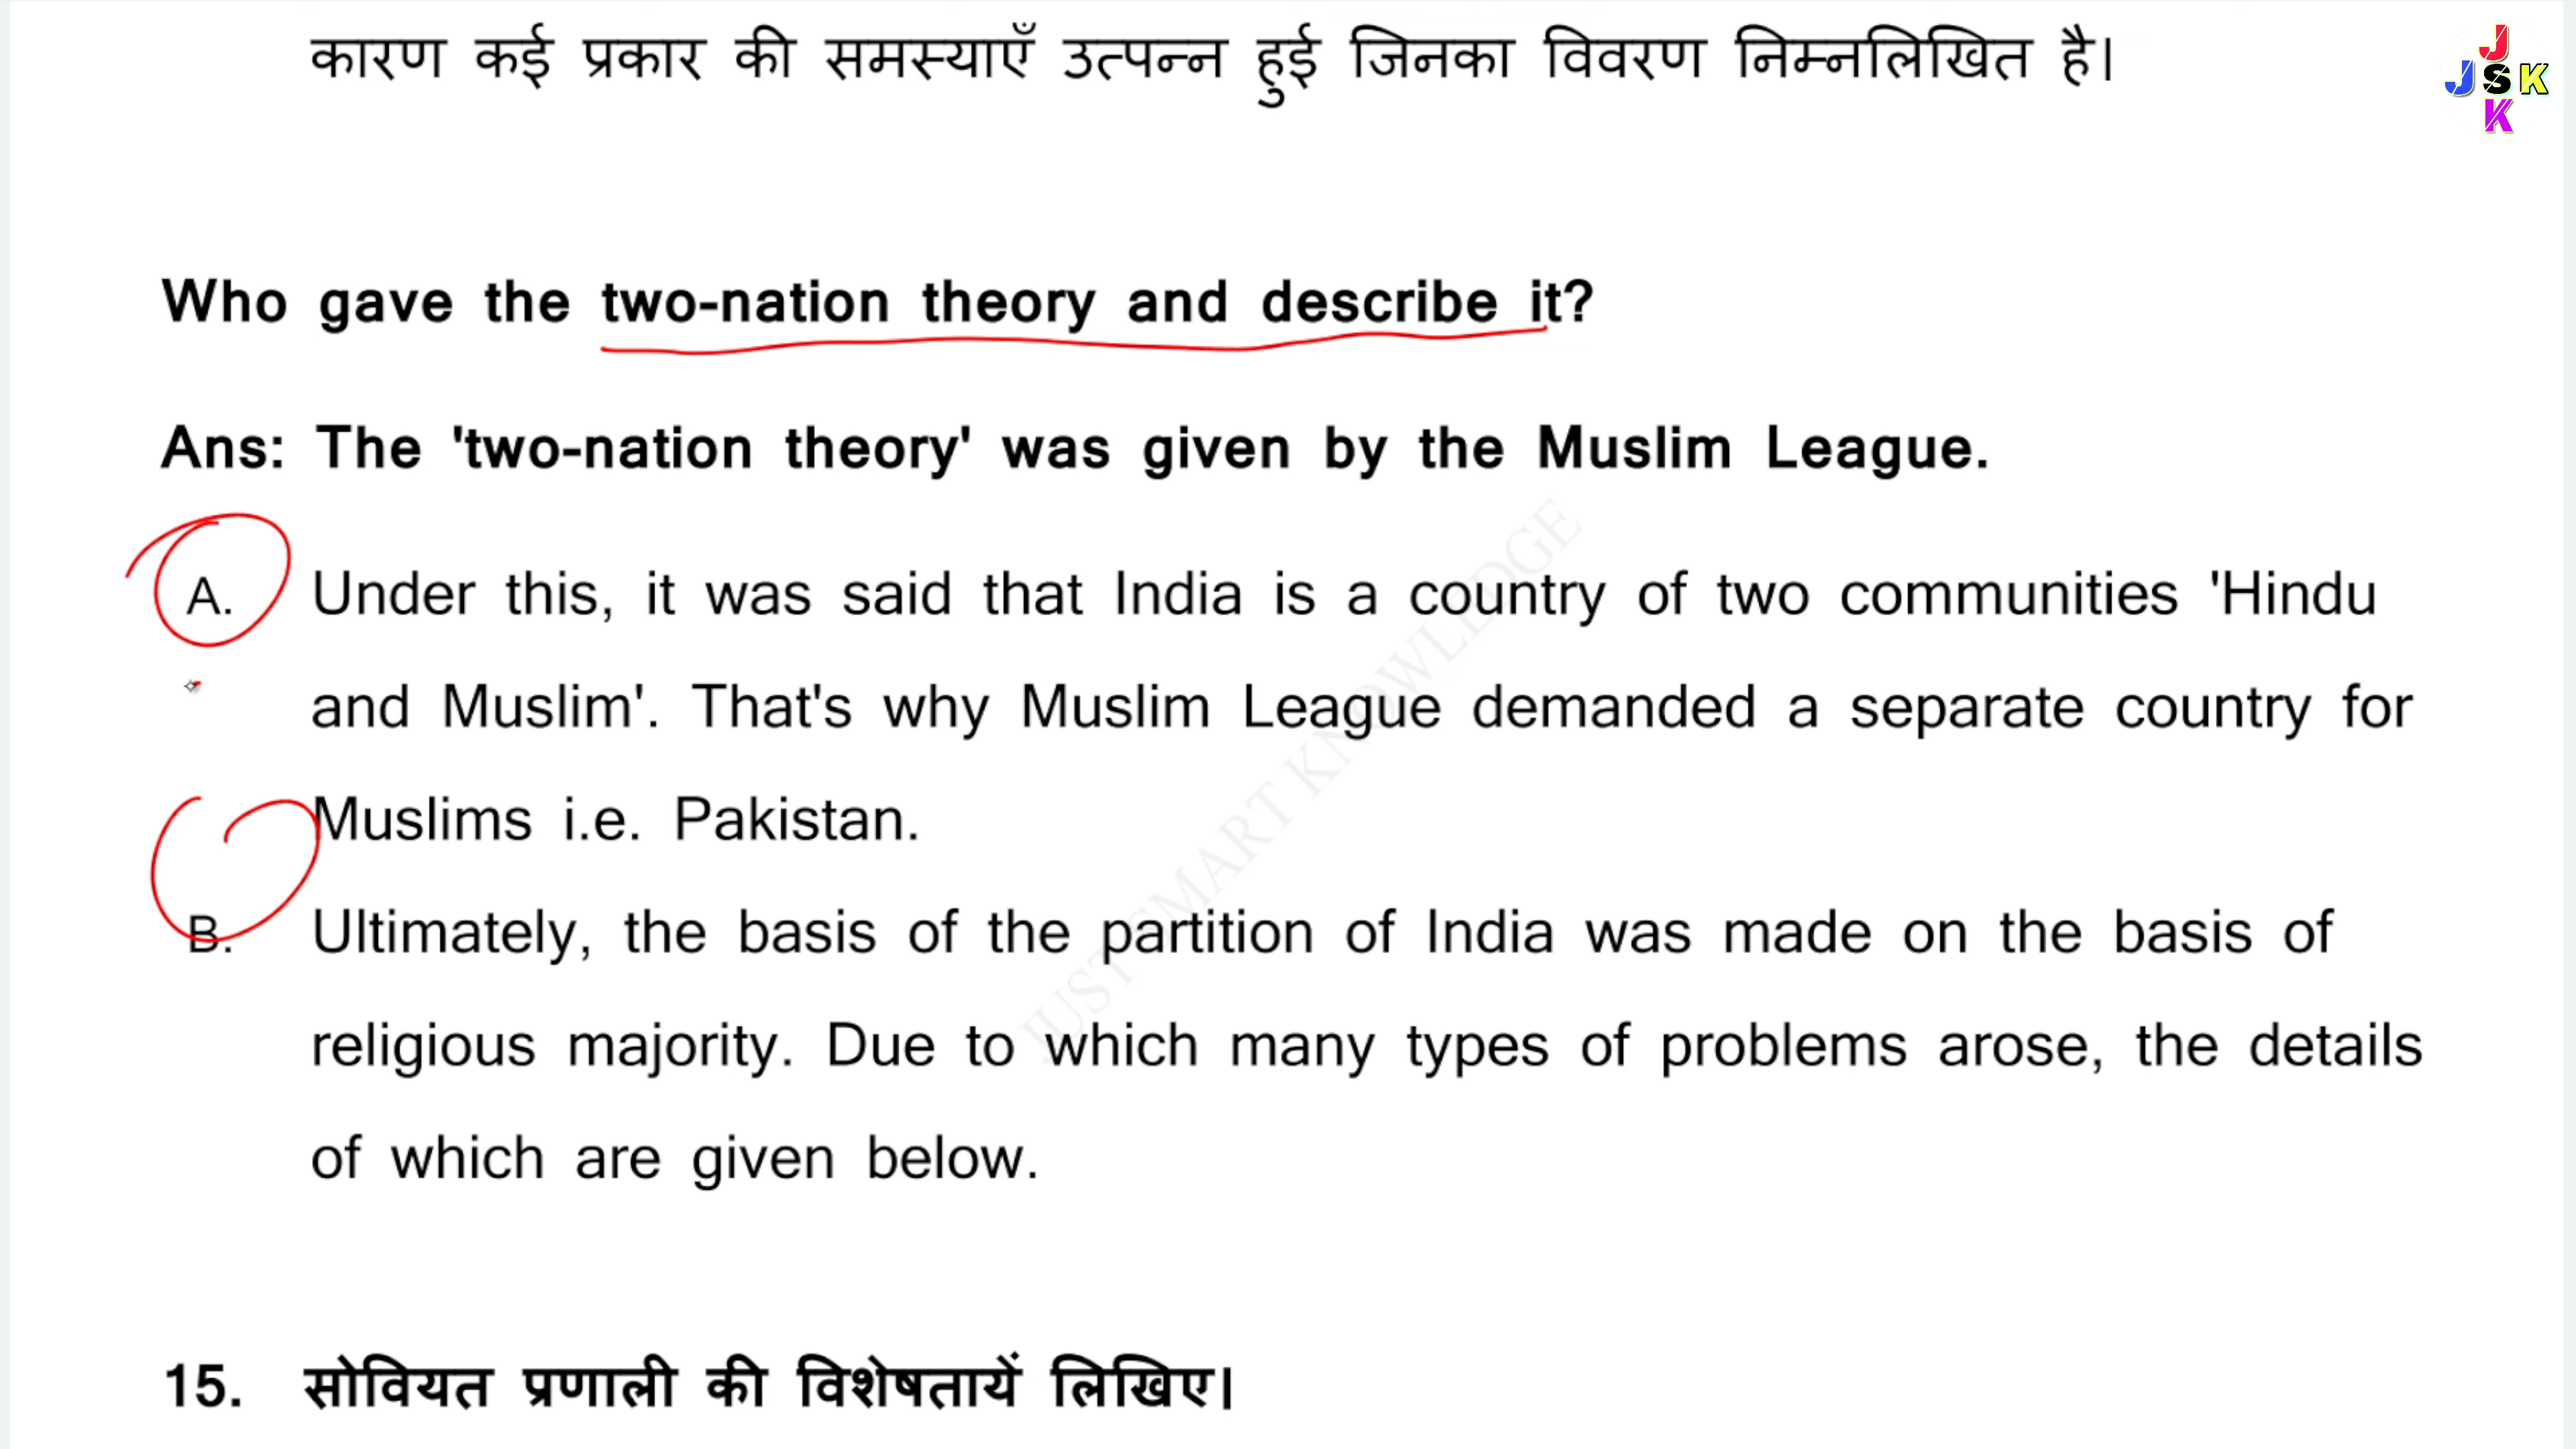 कारण कई प्रकार की समस्याएँ उत्पन्न हुई जिनका विवरण निम्नलिखित है।
J
JSK
K
Who gave the two-nation theory and describe it?
Ans: The 'two-nation theory' was given by the Muslim League.
A. Under this, it was said that India is a country of two communities 'Hindu
and Muslim'. That's why Muslim League demanded a separate country for
Muslims i.e. Pakistan.
B. Ultimately, the basis of the partition of India was made on the basis of
religious majority. Due to which many types of problems arose, the details
of which are given below.
JUST SMART KNOWLEDGE
15. सोवियत प्रणाली की विशेषतायें लिखिए।